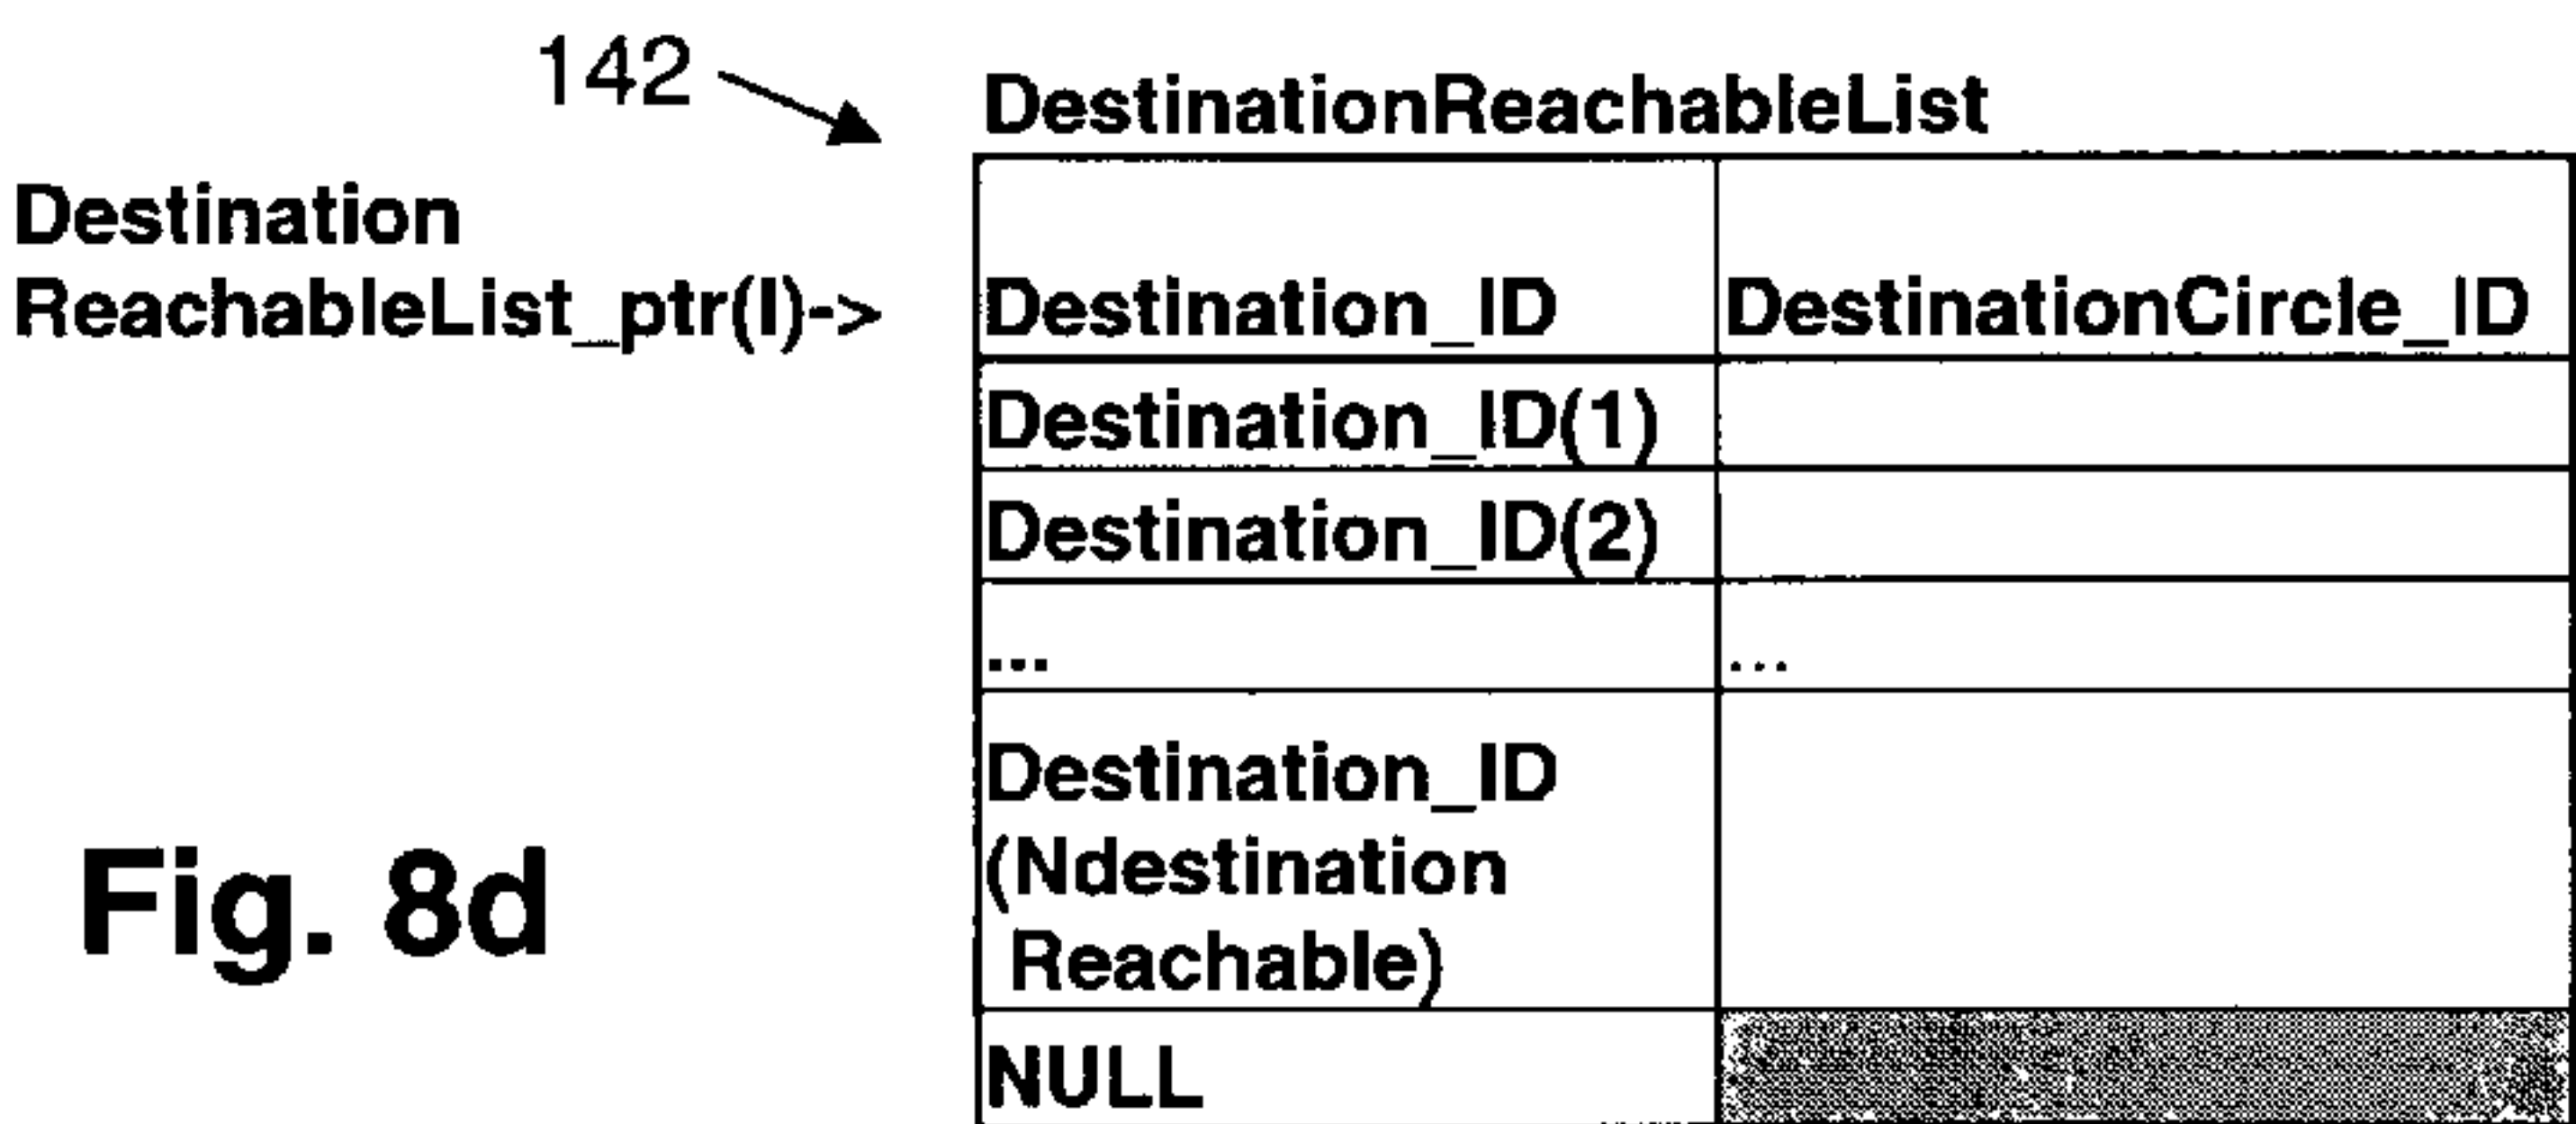 142
DestinationReachableList
Destination
ReachableList_ptr(I)->
Destination_ID DestinationCircle_ID
Destination_ID(1)
Destination_ID(2)
... ...
Destination_ID
(Ndestination
Reachable)
NULL
Fig. 8d